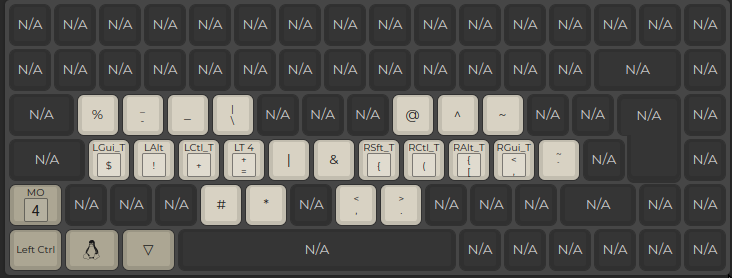 N/A N/A N/A N/A N/A N/A N/A N/A N/A N/A N/A N/A N/A N/A N/A N/A
N/A N/A N/A N/A N/A N/A N/A N/A N/A N/A N/A N/A N/A N/A N/A
_ |
N/A % _ N/A N/A N/A @ ^ ~ N/A N/A N/A N/A
- \
LGui_T LAlt LCtl_T LT 4 RSft_T RCtl_T RAlt_T RGui_T
+ { < ~
N/A $ ! + | & { ( N/A N/A
= [ , `
MO < >
4 N/A N/A N/A # * N/A N/A N/A N/A N/A N/A N/A
, .
Left Ctrl ▽ N/A N/A N/A N/A N/A N/A N/A